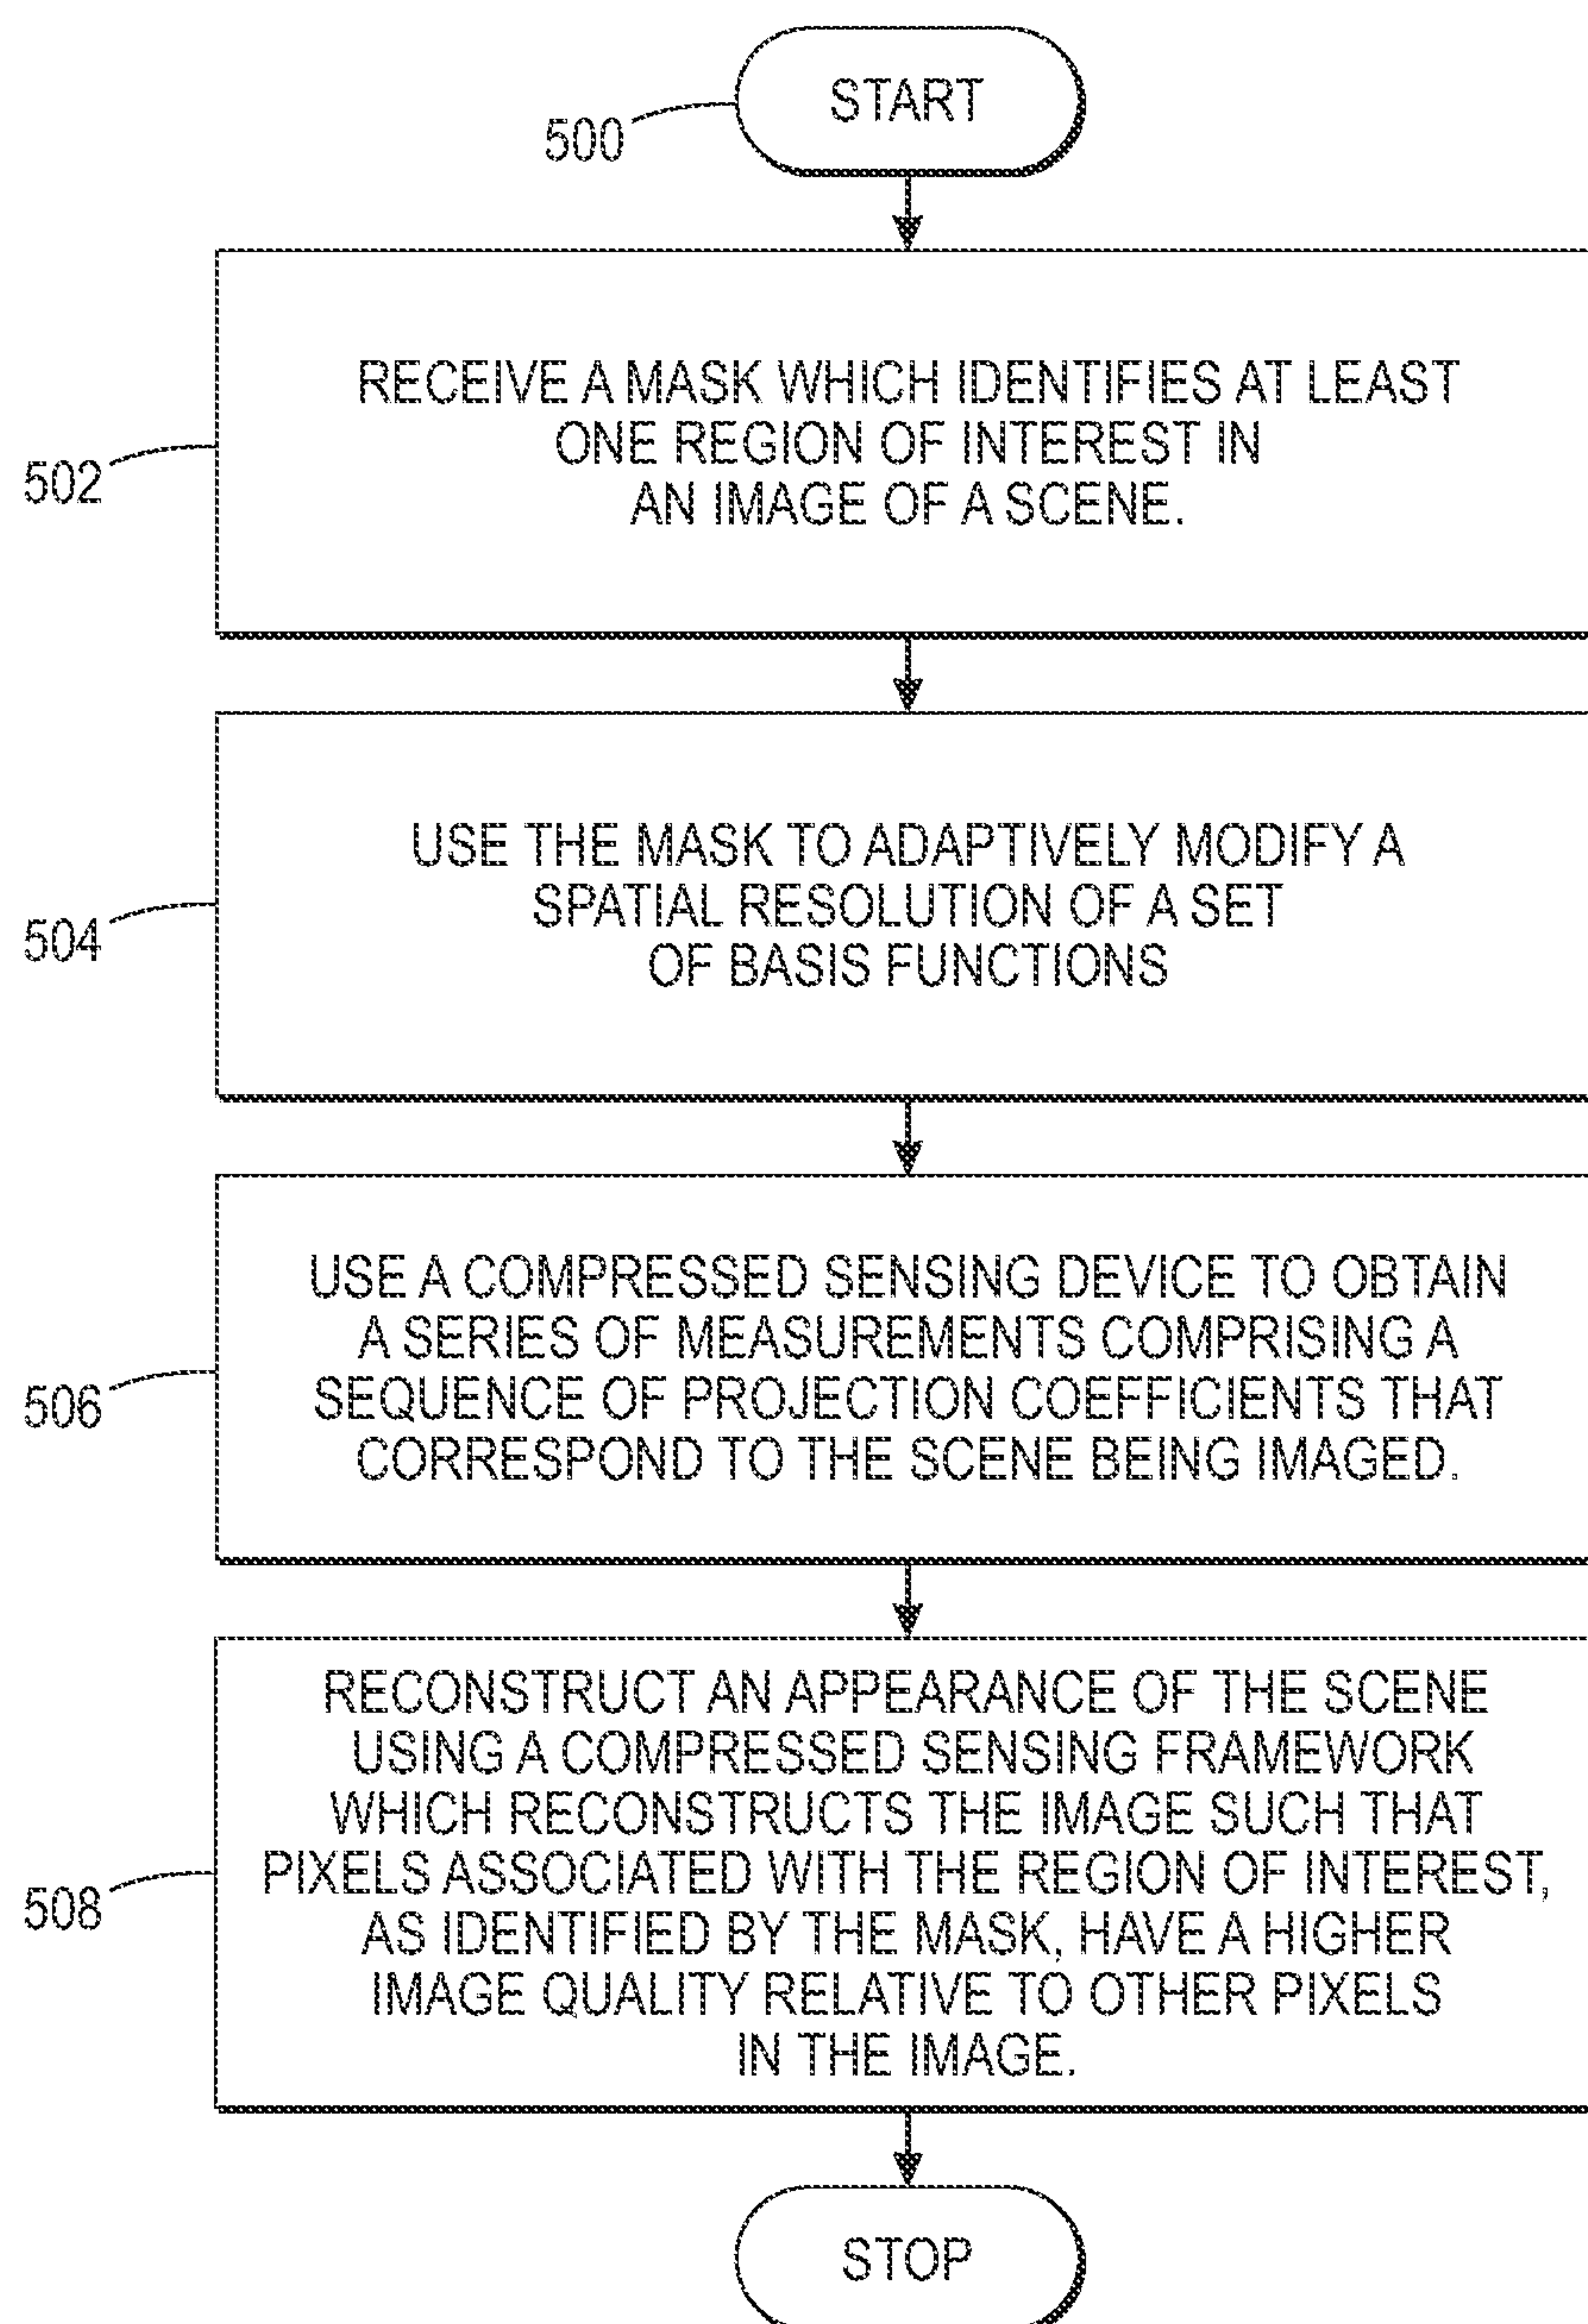 START
500
RECEIVE A MASK WHICH IDENTIFIES AT LEAST
ONE REGION OF INTEREST IN
AN IMAGE OF A SCENE.
502
USE THE MASK TO ADAPTIVELY MODIFY A
SPATIAL RESOLUTION OF A SET
OF BASIS FUNCTIONS
504
USE A COMPRESSED SENSING DEVICE TO OBTAIN
A SERIES OF MEASUREMENTS COMPRISING A
SEQUENCE OF PROJECTION COEFFICIENTS THAT
CORRESPOND TO THE SCENE BEING IMAGED.
506
RECONSTRUCT AN APPEARANCE OF THE SCENE
USING A COMPRESSED SENSING FRAMEWORK
WHICH RECONSTRUCTS THE IMAGE SUCH THAT
PIXELS ASSOCIATED WITH THE REGION OF INTEREST,
AS IDENTIFIED BY THE MASK, HAVE A HIGHER
IMAGE QUALITY RELATIVE TO OTHER PIXELS
IN THE IMAGE.
508
STOP